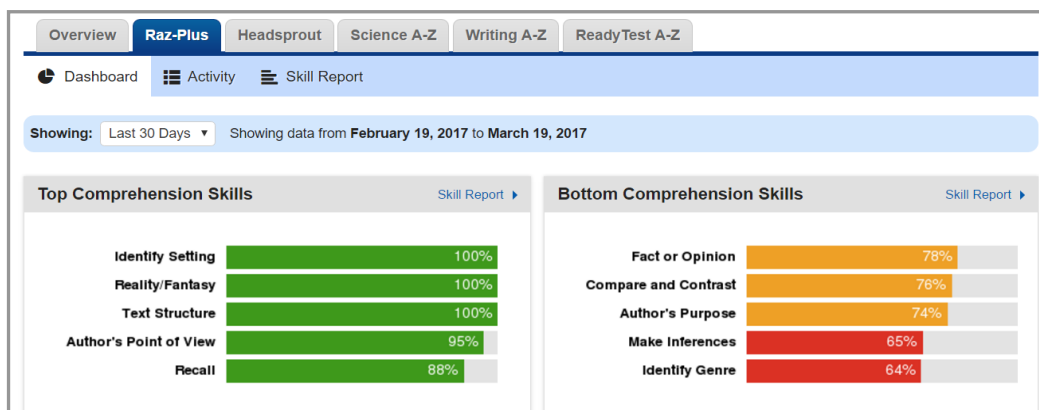 Overview Raz-Plus Headsprout Science A-Z Writing A-Z ReadyTest A-Z
Dashboard Activity Skill Report
Showing: Last 30 Days Showing data from February 19, 2017 to March 19, 2017
Top Comprehension Skills Skill Report
Identify Setting 100%
Reality/Fantasy 100%
Text Structure 100%
Author's Point of View 95%
Recall 88%
Bottom Comprehension Skills Skill Report
Fact or Opinion 78%
Compare and Contrast 76%
Author's Purpose 74%
Make Inferences 65%
Identify Genre 64%